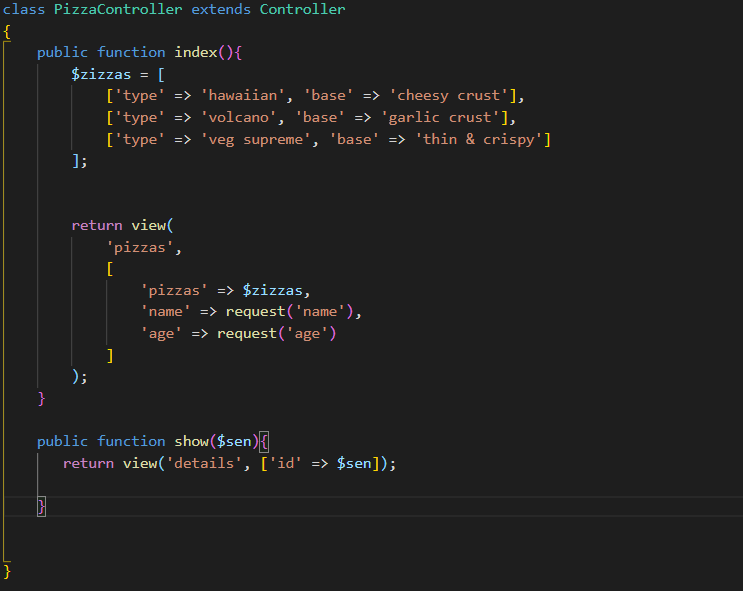 class PizzaController extends Controller
{
    public function index(){
        $zizzas = [
            ['type' => 'hawaiian', 'base' => 'cheesy crust'],
            ['type' => 'volcano', 'base' => 'garlic crust'],
            ['type' => 'veg supreme', 'base' => 'thin & crispy']
        ];
        return view(
            'pizzas',
            [
                'pizzas' => $zizzas,
                'name' => request('name'),
                'age' => request('age')
            ]
        );
    }
    public function show($sen){
       return view('details', ['id' => $sen]);
    }
}